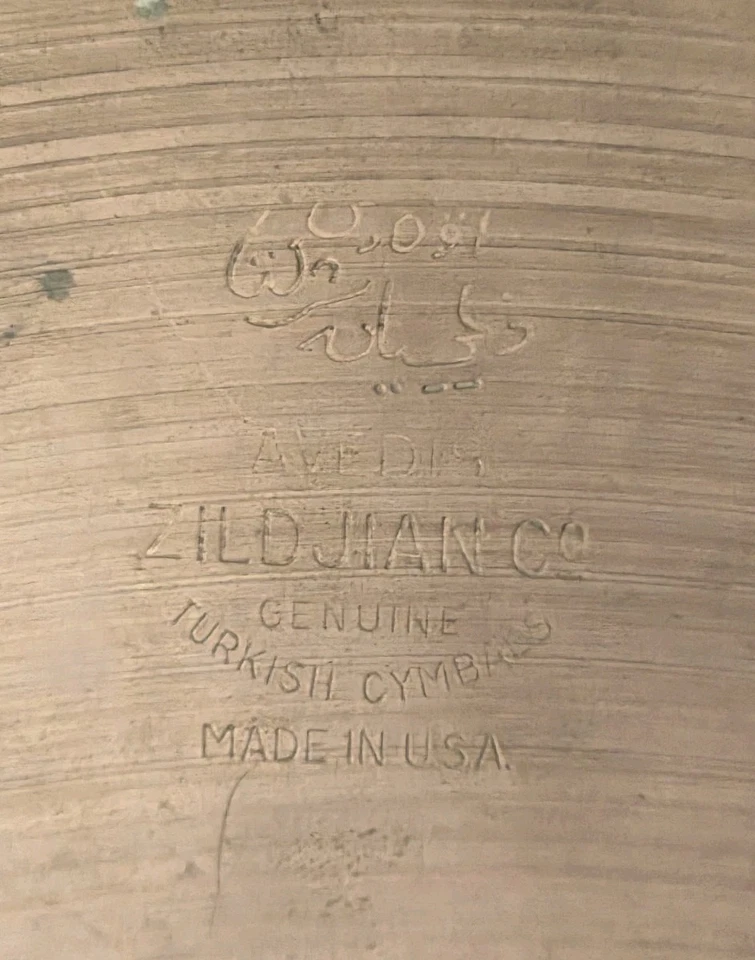 AVEDIS
ZILDJIAN Cº
GENUINE
TURKISH CYMBALS
MADE IN U.S.A.